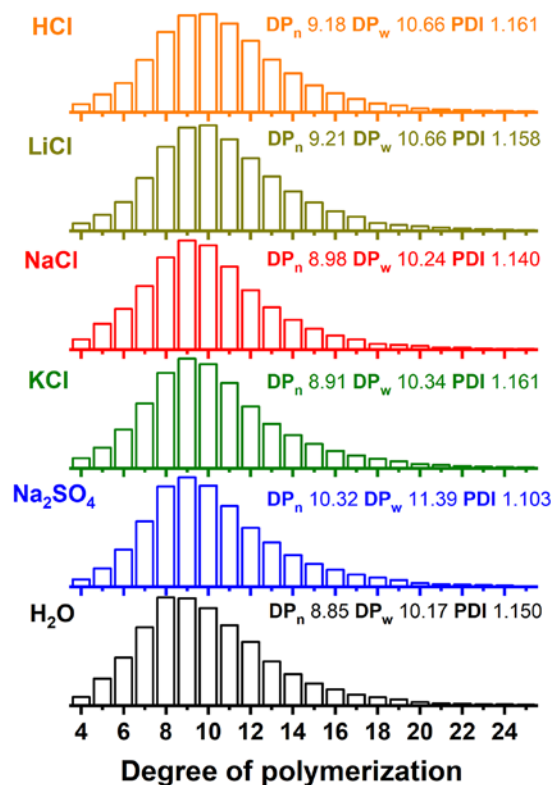 HCl
DPn 9.18 DPw 10.66 PDI 1.161
LiCl
DPn 9.21 DPw 10.66 PDI 1.158
NaCl
DPn 8.98 DPw 10.24 PDI 1.140
KCl
DPn 8.91 DPw 10.34 PDI 1.161
Na2SO4
DPn 10.32 DPw 11.39 PDI 1.103
H2O
DPn 8.85 DPw 10.17 PDI 1.150
4 6 8 10 12 14 16 18 20 22 24
Degree of polymerization